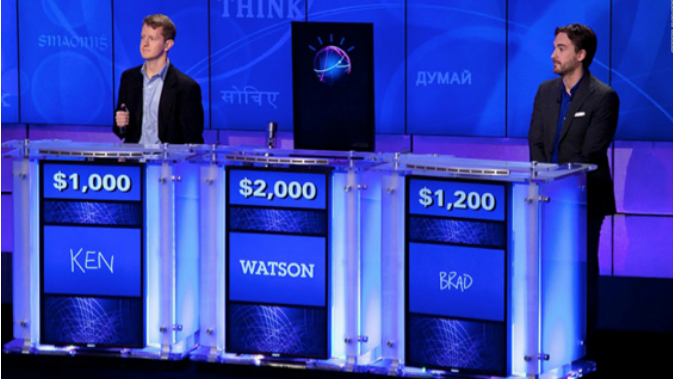 THINK
सोचिए
ДУМАЙ
$1,000
$2,000
$1,200
KEN
WATSON
BRAD